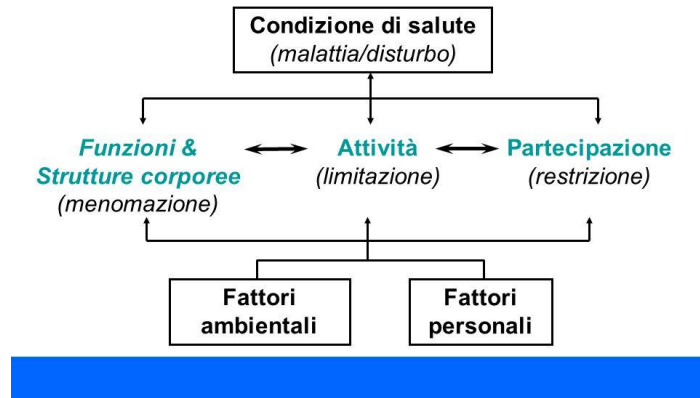 Condizione di salute
(malattia/disturbo)
Funzioni &
Strutture corporee
(menomazione)
Attività
(limitazione)
Partecipazione
(restrizione)
Fattori
ambientali
Fattori
personali